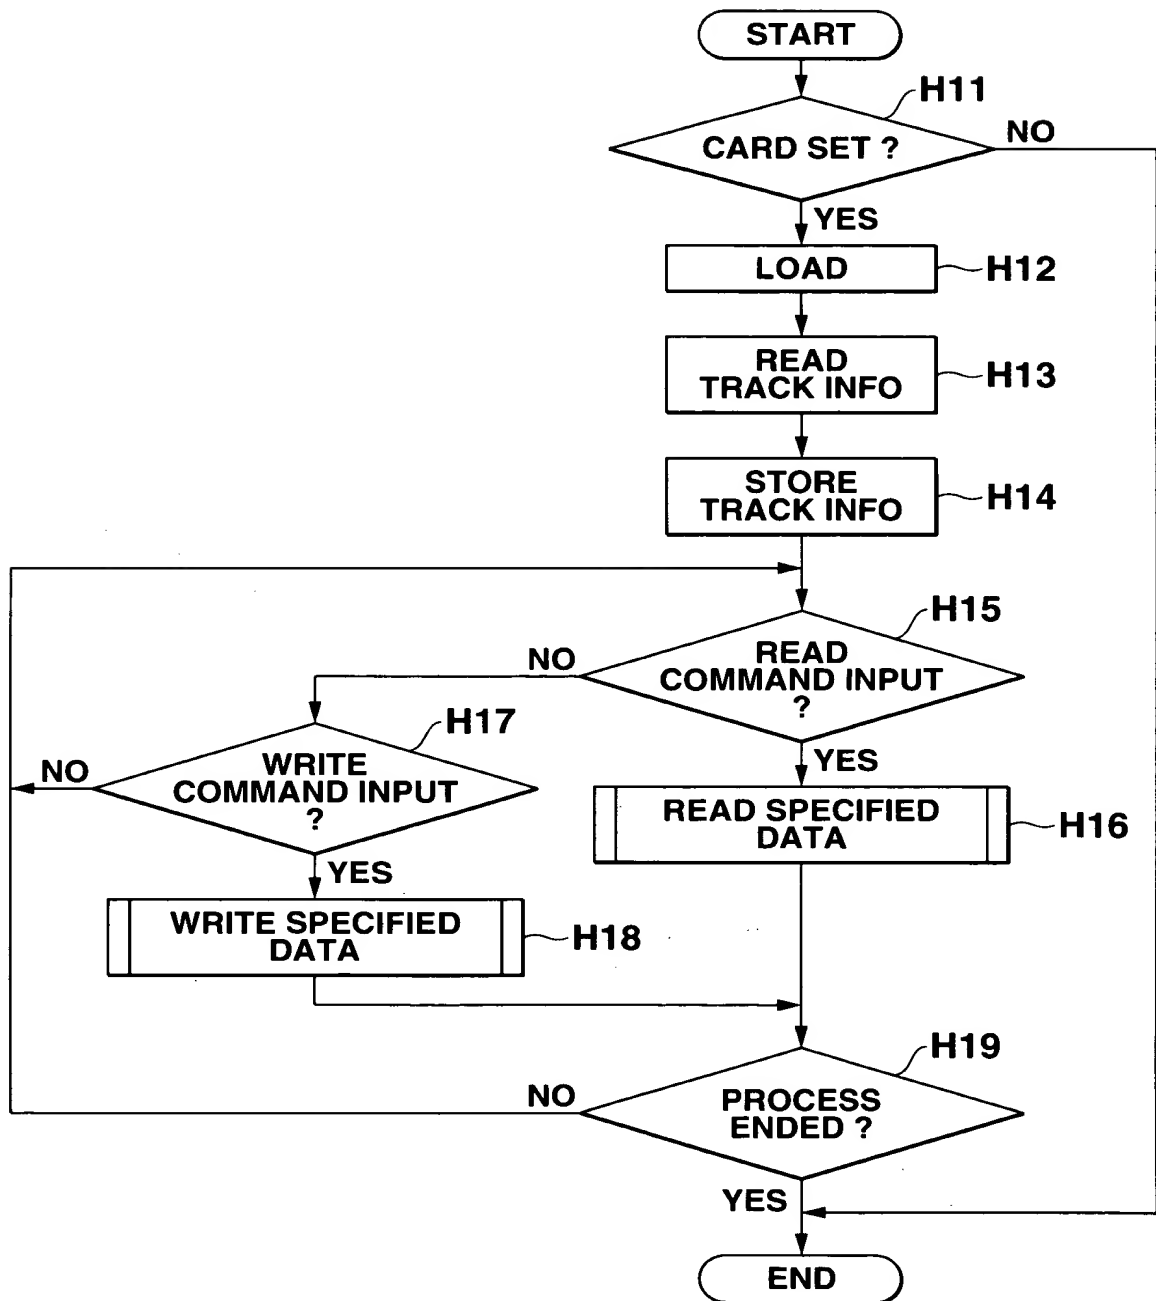 START
H11
CARD SET ?
NO
YES
LOAD
H12
READ
TRACK INFO
H13
STORE
TRACK INFO
H14
H15
READ
COMMAND INPUT
?
NO
YES
H17
WRITE
COMMAND INPUT
?
NO
YES
READ SPECIFIED
DATA
H16
WRITE SPECIFIED
DATA
H18
H19
PROCESS
ENDED ?
NO
YES
END